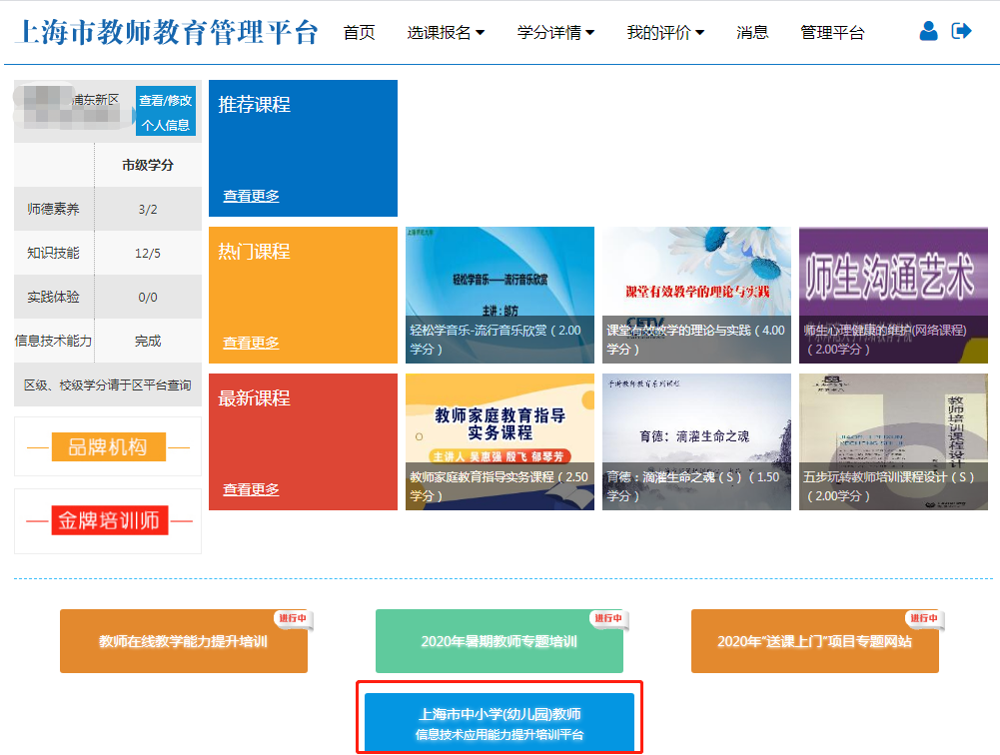 上海市教师教育管理平台
首页 选课报名 学分详情 我的评价 消息 管理平台
浦东新区
查看/修改
个人信息
市级学分
师德素养 3/2
知识技能 12/5
实践体验 0/0
信息技术能力 完成
区级、校级学分请于区平台查询
品牌机构
金牌培训师
推荐课程
查看更多
热门课程
查看更多
轻松学音乐——流行音乐欣赏
主讲：邰方
轻松学音乐-流行音乐欣赏（2.00
学分）
课堂有效教学的理论与实践
课堂有效教学的理论与实践（4.00
学分）
师生沟通艺术
师生心理健康的维护(网络课程)
（2.00学分）
最新课程
查看更多
教师家庭教育指导
实务课程
主讲人 吴惠强 殷飞 郁琴芳
教师家庭教育指导实务课程（2.50
学分）
育德：滴灌生命之魂
育德：滴灌生命之魂（S）（1.50
学分）
教师培训课程设计
五步玩转教师培训课程设计（S）
（2.00学分）
进行中
教师在线教学能力提升培训
进行中
2020年暑期教师专题培训
进行中
2020年“送课上门”项目专题网站
上海市中小学(幼儿园)教师
信息技术应用能力提升培训平台